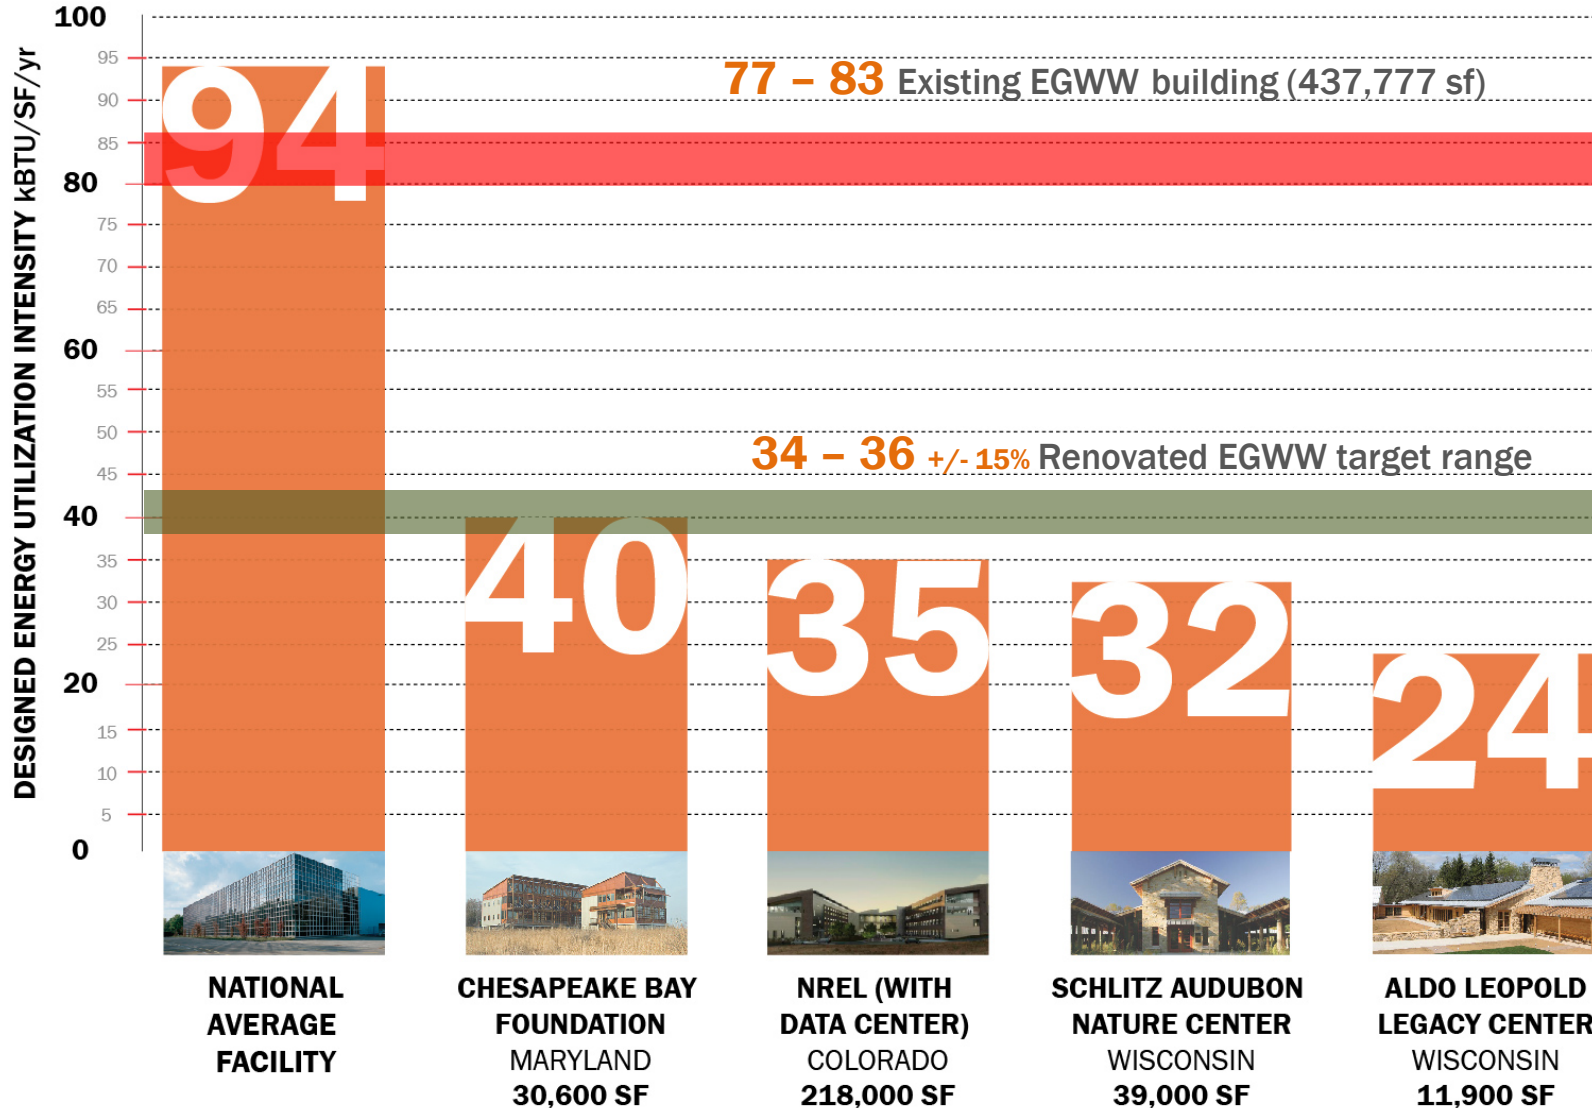 DESIGNED ENERGY UTILIZATION INTENSITY kBTU/SF/yr
100
95
90
85
80
75
70
65
60
55
50
45
40
35
30
25
20
15
10
5
0
77 – 83 Existing EGWW building (437,777 sf)
34 – 36 +/- 15% Renovated EGWW target range
94
40
35
32
24
NATIONAL
AVERAGE
FACILITY
CHESAPEAKE BAY
FOUNDATION
MARYLAND
30,600 SF
NREL (WITH
DATA CENTER)
COLORADO
218,000 SF
SCHLITZ AUDUBON
NATURE CENTER
WISCONSIN
39,000 SF
ALDO LEOPOLD
LEGACY CENTER
WISCONSIN
11,900 SF